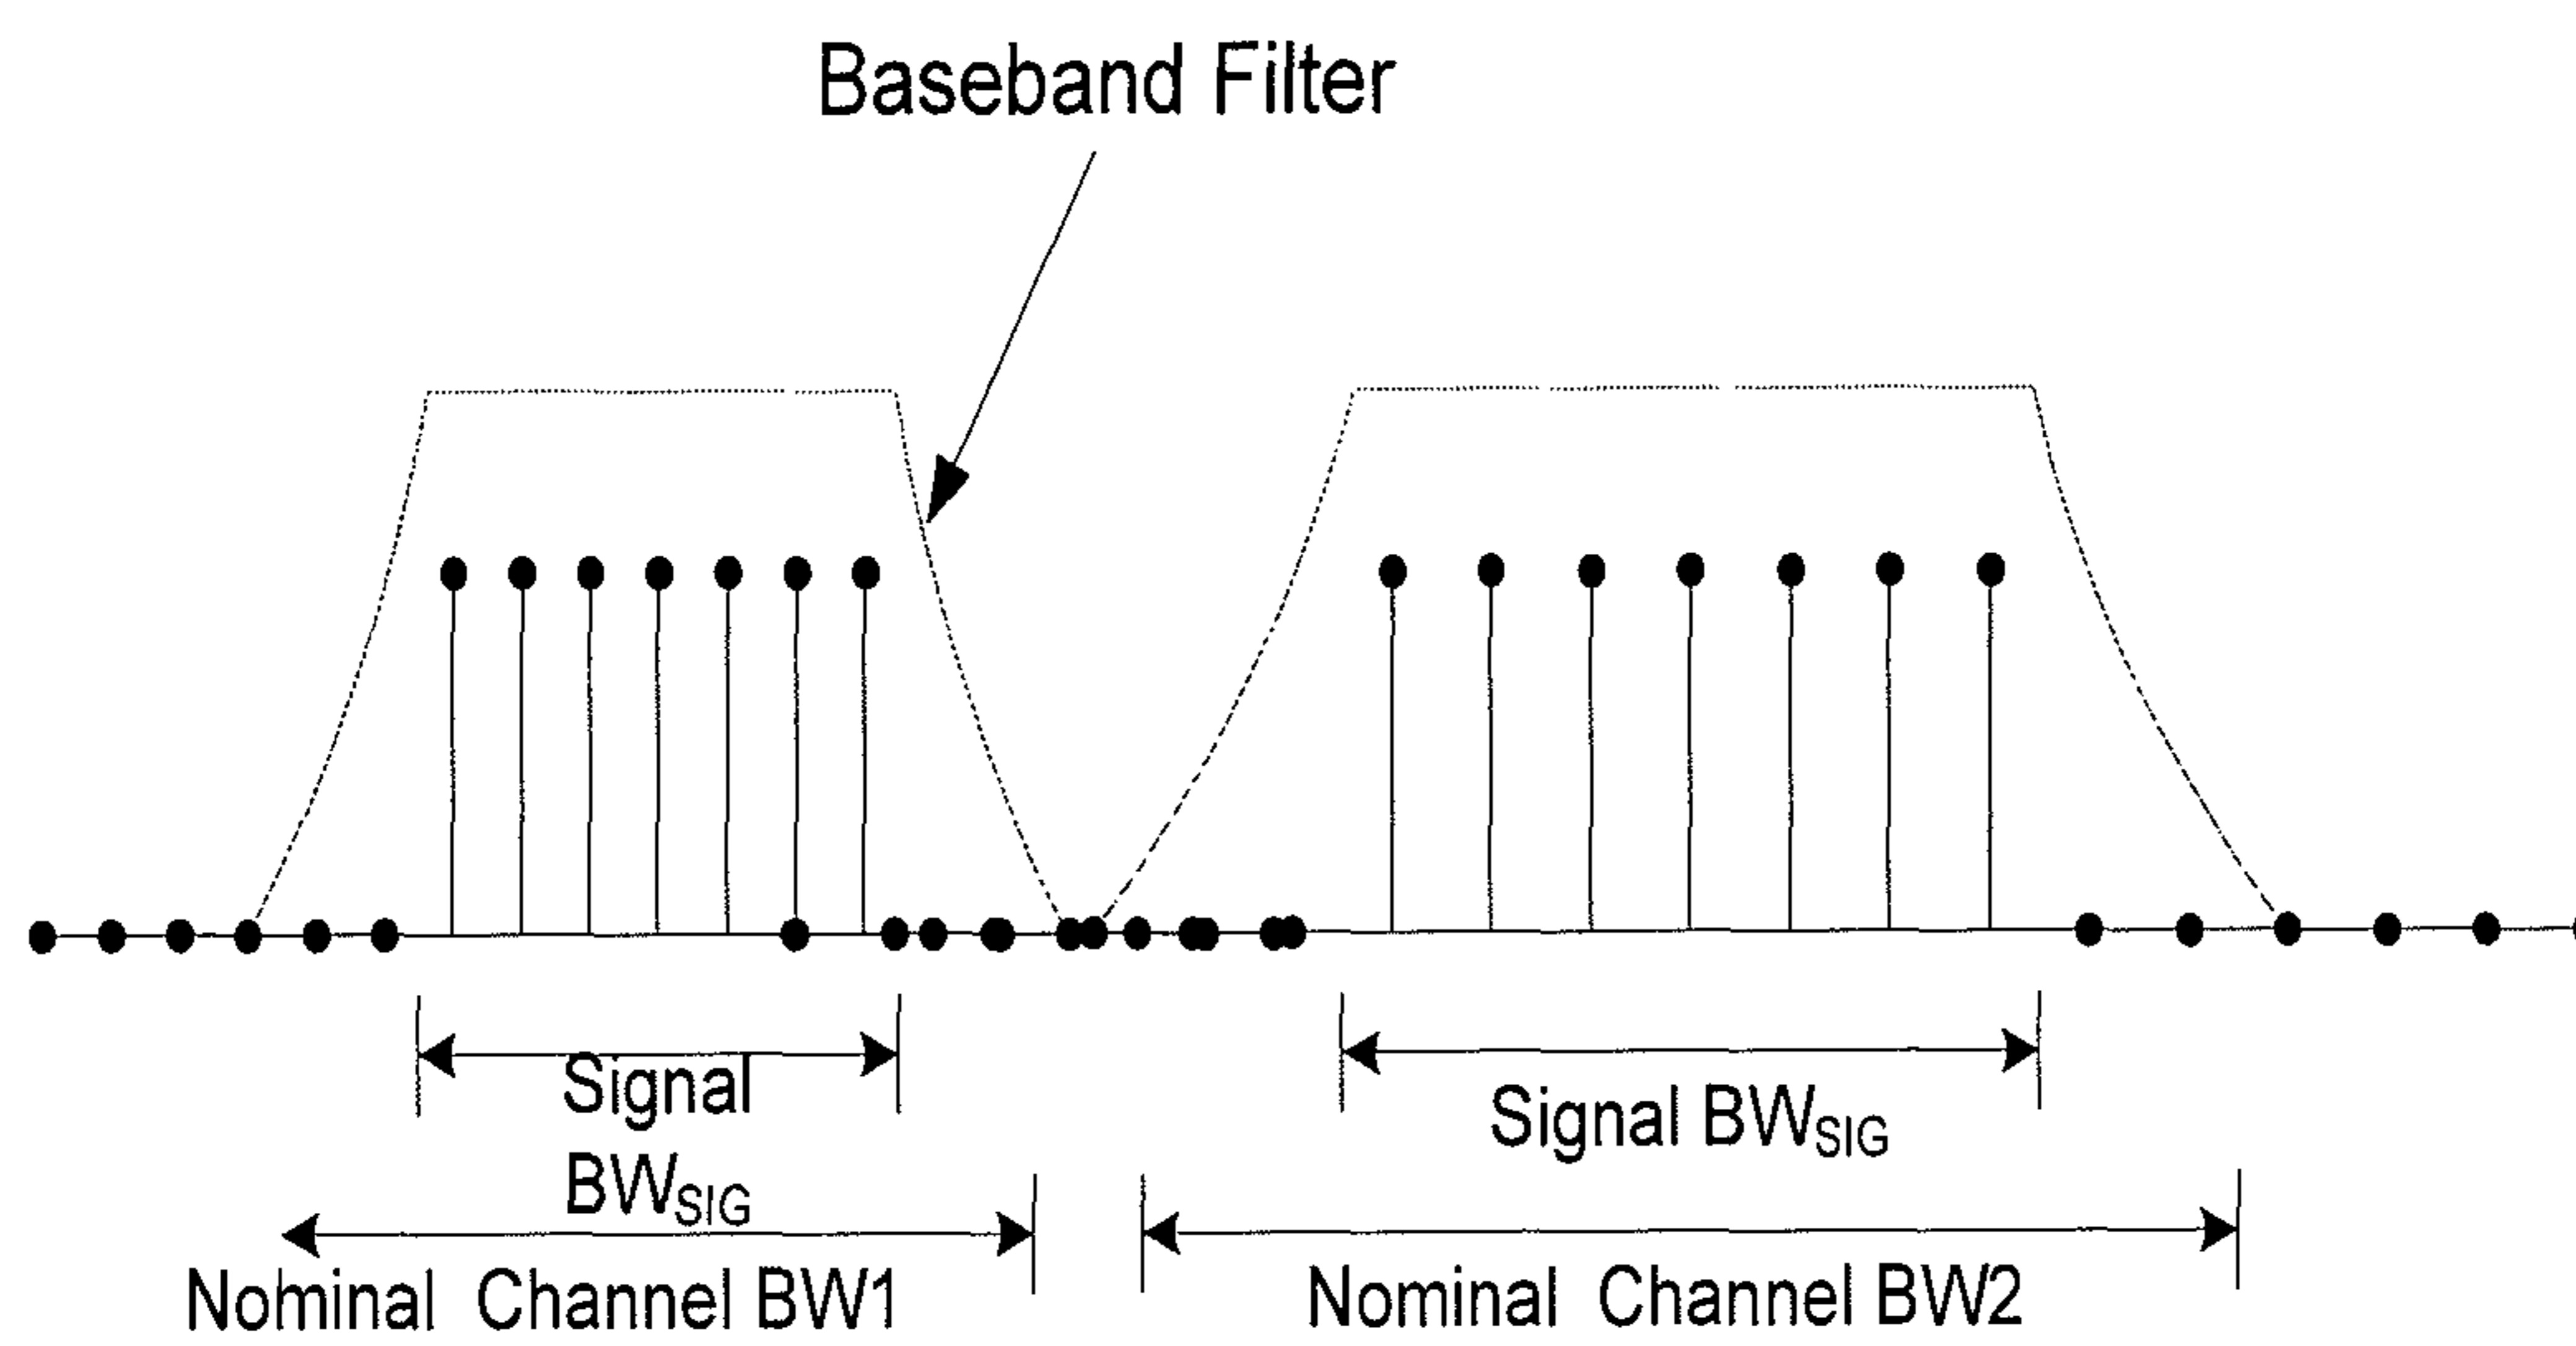 Baseband Filter
Signal
BWSIG
Signal BWSIG
Nominal Channel BW1
Nominal Channel BW2